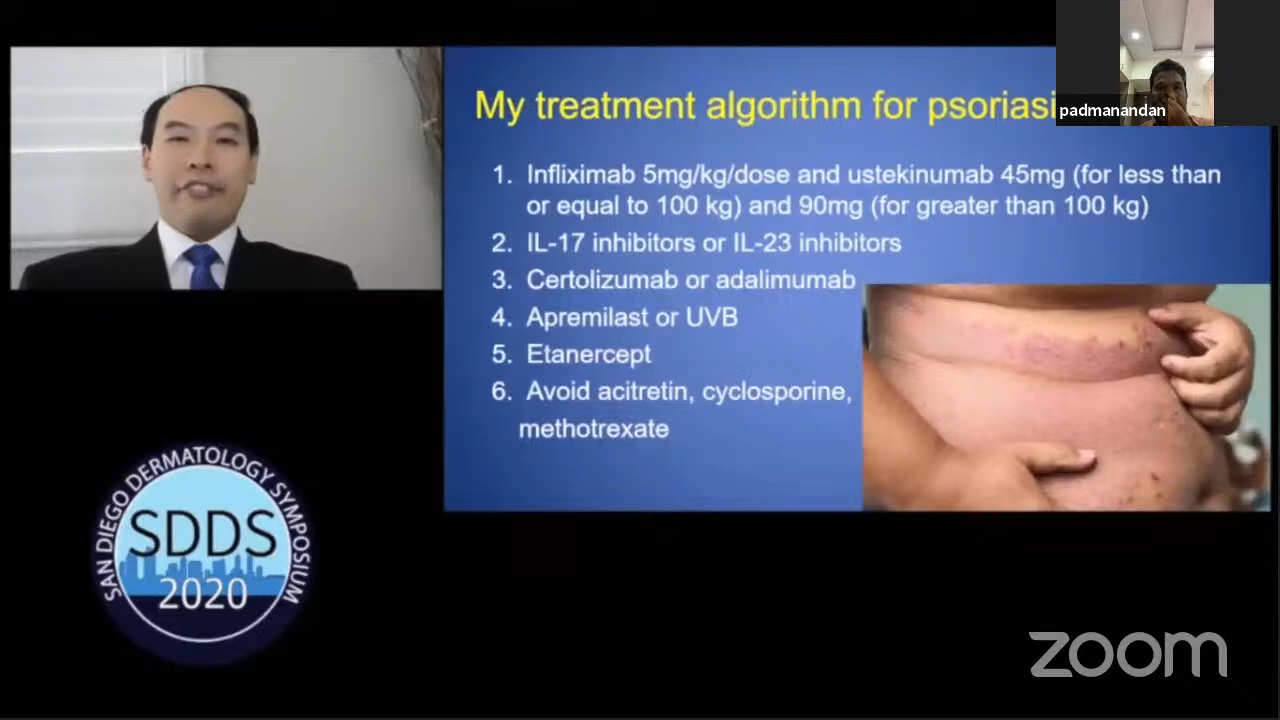 padmanandan
My treatment algorithm for psoriasi
1. Infliximab 5mg/kg/dose and ustekinumab 45mg (for less than
or equal to 100 kg) and 90mg (for greater than 100 kg)
2. IL-17 inhibitors or IL-23 inhibitors
3. Certolizumab or adalimumab
4. Apremilast or UVB
5. Etanercept
6. Avoid acitretin, cyclosporine,
methotrexate
SAN DIEGO DERMATOLOGY SYMPOSIUM
SDDS
2020
zoom